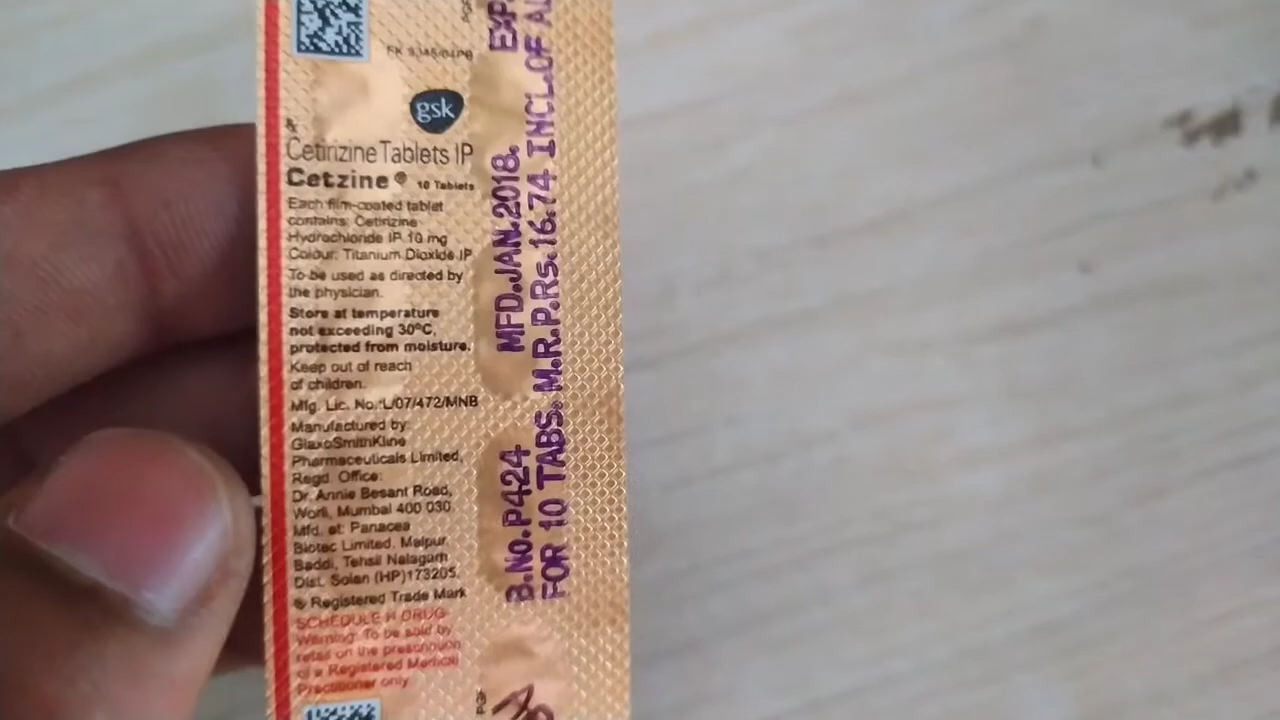 FK 3345/04PB
gsk
Cetirizine Tablets IP
Cetzine ® 10 Tablets
Each film-coated tablet
contains: Cetirizine
Hydrochloride IP 10 mg
Colour: Titanium Dioxide IP
To be used as directed by
the physician.
Store at temperature
not exceeding 30°C,
protected from moisture.
Keep out of reach
of children.
Mfg. Lic. No.:L/07/472/MNB
Manufactured by:
GlaxoSmithKline
Pharmaceuticals Limited,
Regd. Office:
Dr. Annie Besant Road,
Worli, Mumbai 400 030
Mfd. at: Panacea
Biotec Limited, Malpur,
Baddi, Tehsil Nalagarh
Dist. Solan (HP)173205.
® Registered Trade Mark
SCHEDULE H DRUG
Warning: To be sold by
retail on the prescription
of a Registered Medical
Practitioner only
B.No.P424 MFD.JAN.2018. EXP
FOR 10 TABS. M.R.P.Rs.16.74 INCL.OF AL